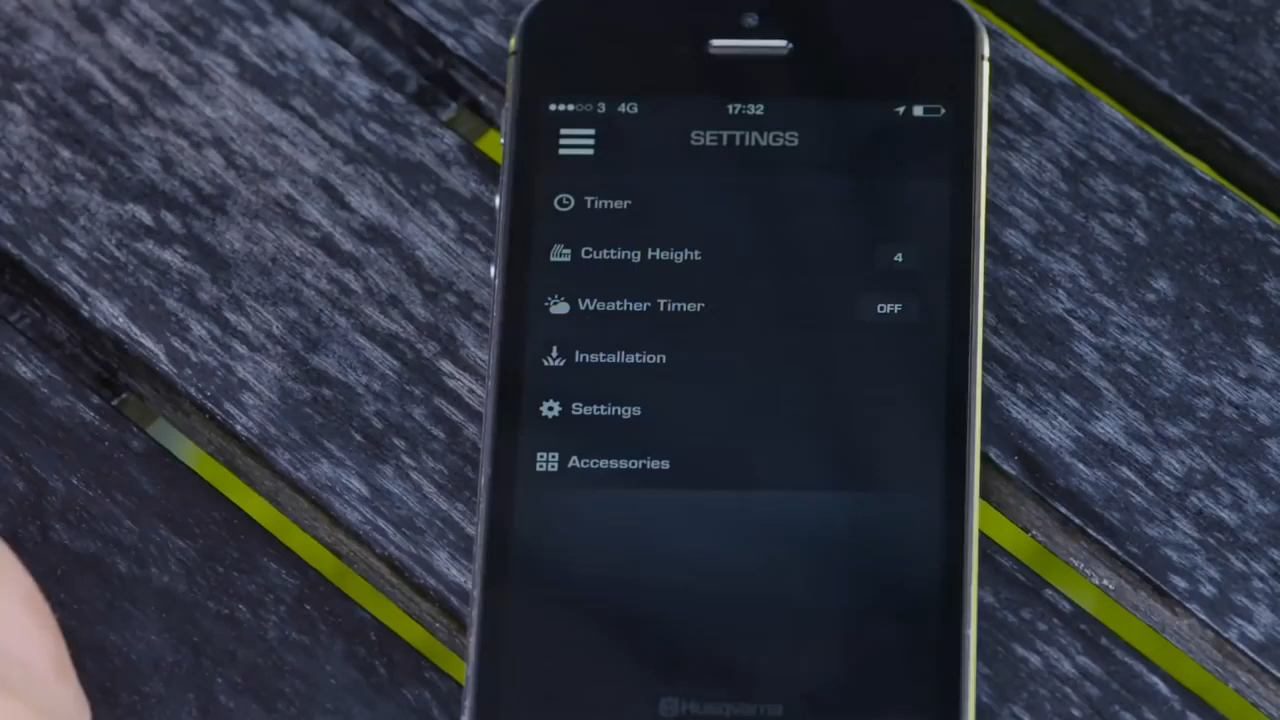 3 4G 17:32
SETTINGS
Timer
Cutting Height 4
Weather Timer OFF
Installation
Settings
Accessories
Husqvarna